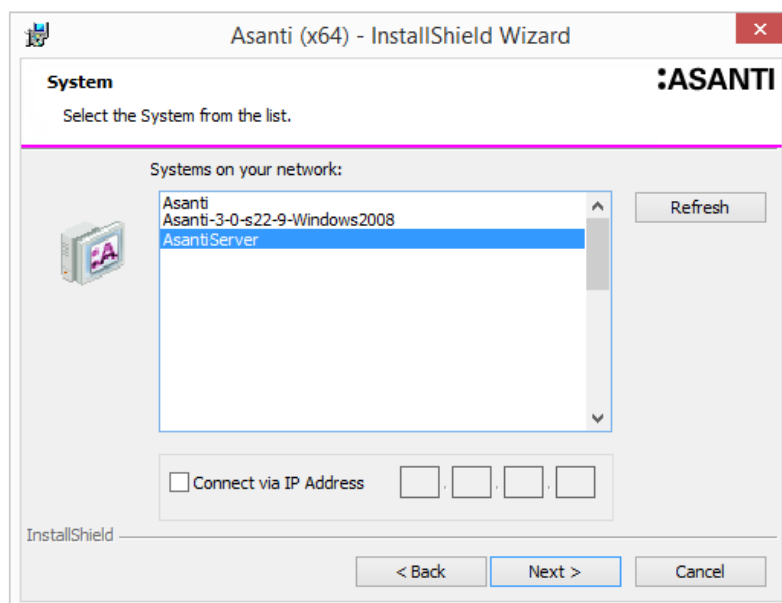 Asanti (x64) - InstallShield Wizard
System
:ASANTI
Select the System from the list.
Systems on your network:
Asanti
Asanti-3-0-s22-9-Windows2008
AsantiServer
Refresh
:A
Connect via IP Address . . .
InstallShield
< Back Next > Cancel